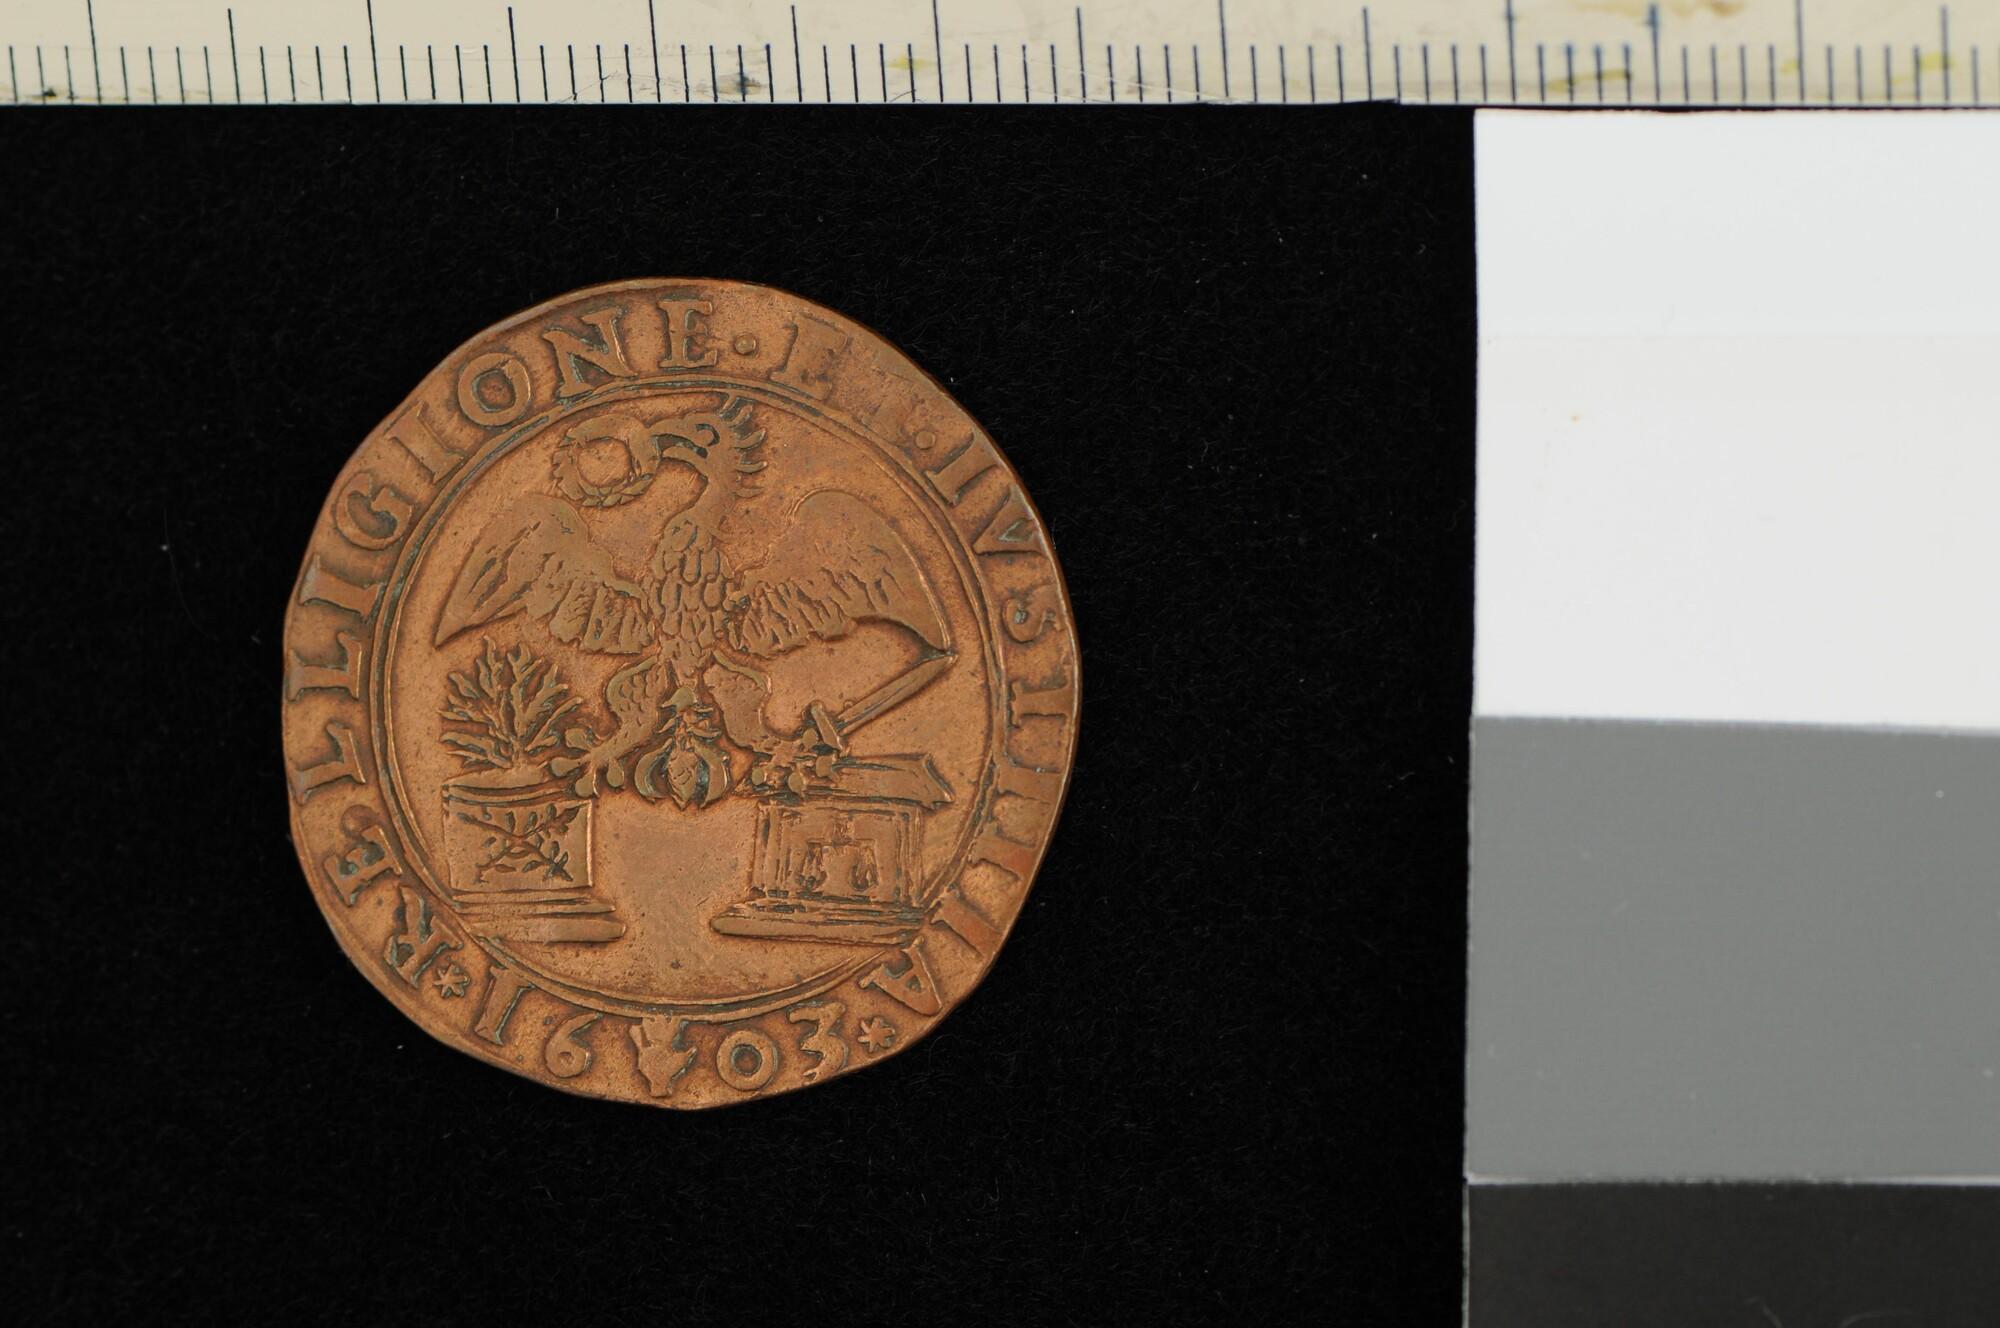 RELLIGIONE · ET · IVSTITIA
* 16 03 *